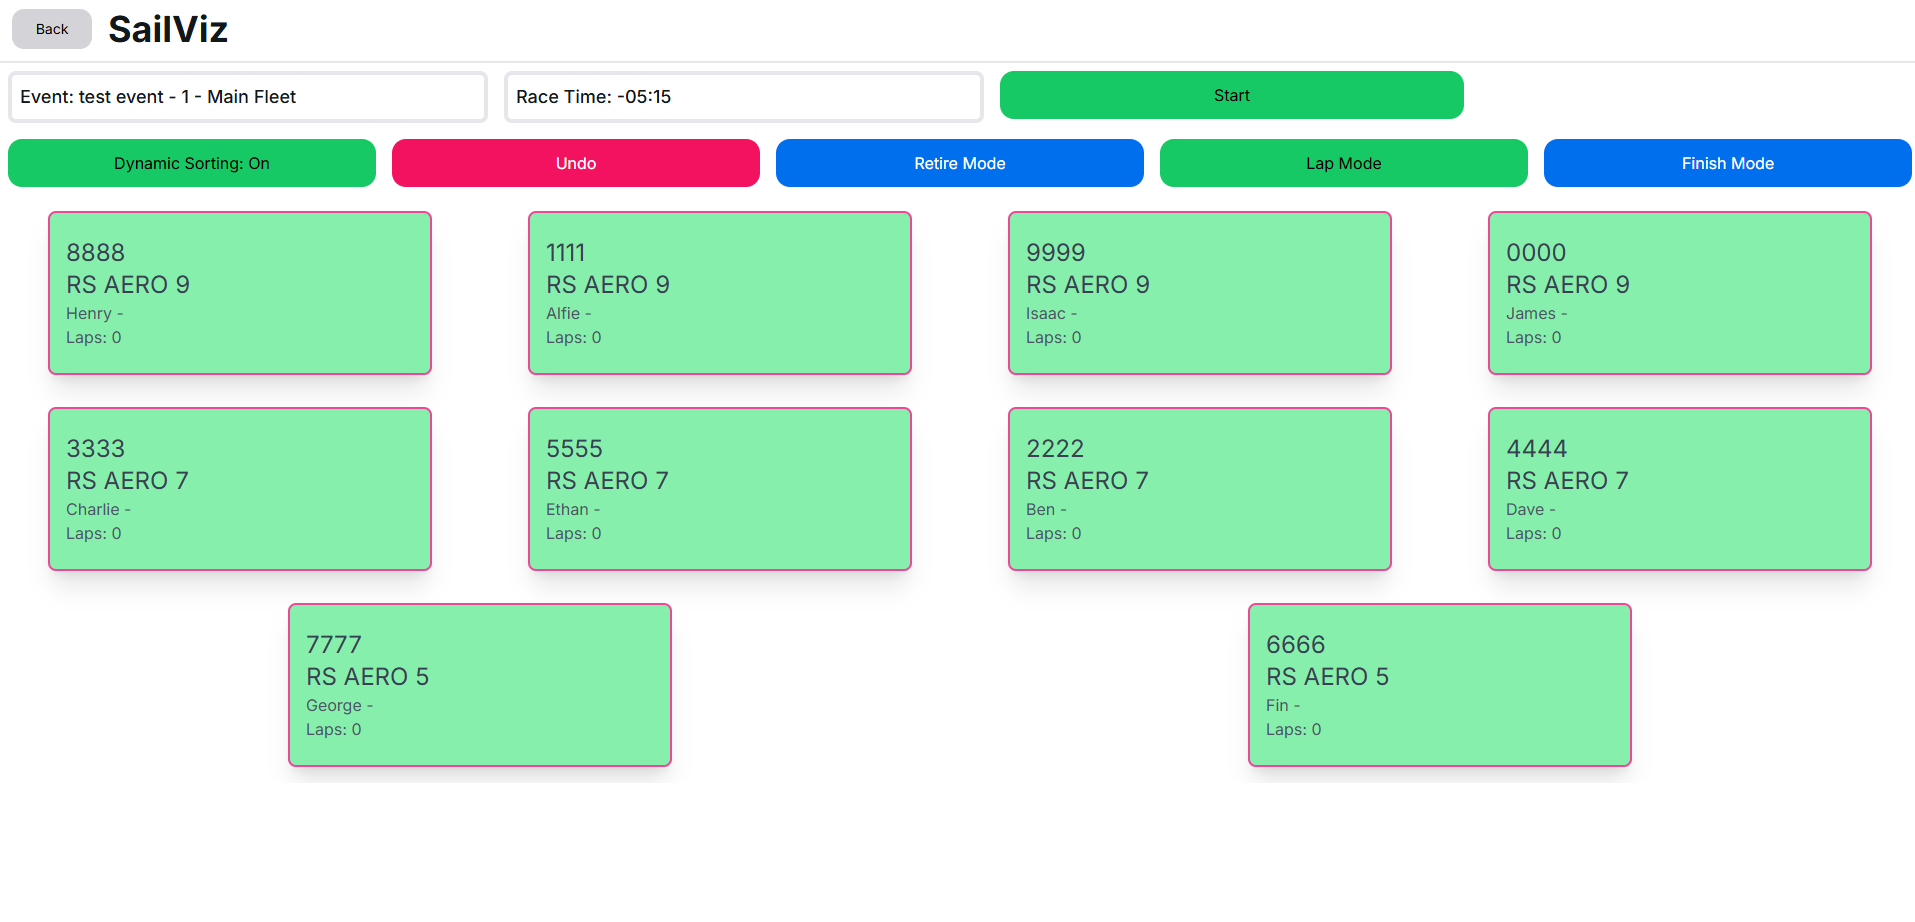 Back
SailViz
Event: test event - 1 - Main Fleet
Race Time: -05:15
Start
Dynamic Sorting: On
Undo
Retire Mode
Lap Mode
Finish Mode
8888
RS AERO 9
Henry -
Laps: 0
1111
RS AERO 9
Alfie -
Laps: 0
9999
RS AERO 9
Isaac -
Laps: 0
0000
RS AERO 9
James -
Laps: 0
3333
RS AERO 7
Charlie -
Laps: 0
5555
RS AERO 7
Ethan -
Laps: 0
2222
RS AERO 7
Ben -
Laps: 0
4444
RS AERO 7
Dave -
Laps: 0
7777
RS AERO 5
George -
Laps: 0
6666
RS AERO 5
Fin -
Laps: 0